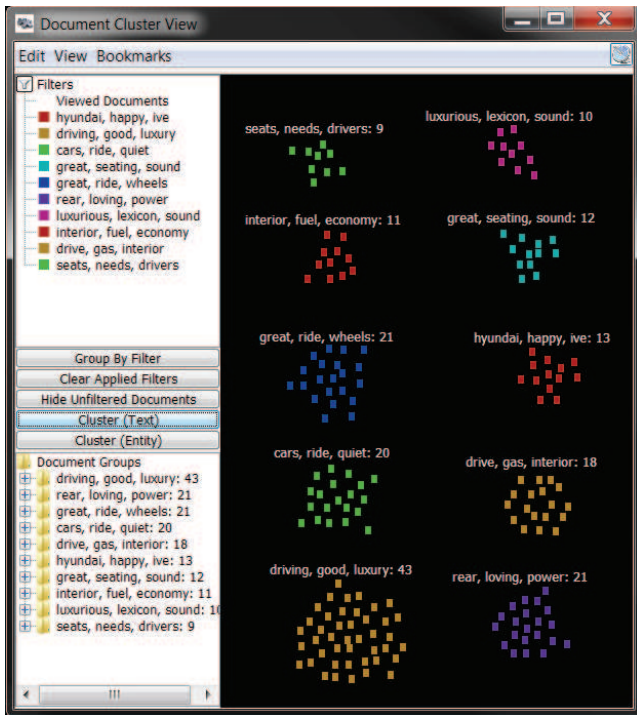 Document Cluster View
Edit View Bookmarks
Filters
Viewed Documents
hyundai, happy, ive
driving, good, luxury
cars, ride, quiet
great, seating, sound
great, ride, wheels
rear, loving, power
luxurious, lexicon, sound
interior, fuel, economy
drive, gas, interior
seats, needs, drivers
Group By Filter
Clear Applied Filters
Hide Unfiltered Documents
Cluster (Text)
Cluster (Entity)
Document Groups
driving, good, luxury: 43
rear, loving, power: 21
great, ride, wheels: 21
cars, ride, quiet: 20
drive, gas, interior: 18
hyundai, happy, ive: 13
great, seating, sound: 12
interior, fuel, economy: 11
luxurious, lexicon, sound: 10
seats, needs, drivers: 9
luxurious, lexicon, sound: 10
seats, needs, drivers: 9
interior, fuel, economy: 11
great, seating, sound: 12
great, ride, wheels: 21
hyundai, happy, ive: 13
cars, ride, quiet: 20
drive, gas, interior: 18
driving, good, luxury: 43
rear, loving, power: 21